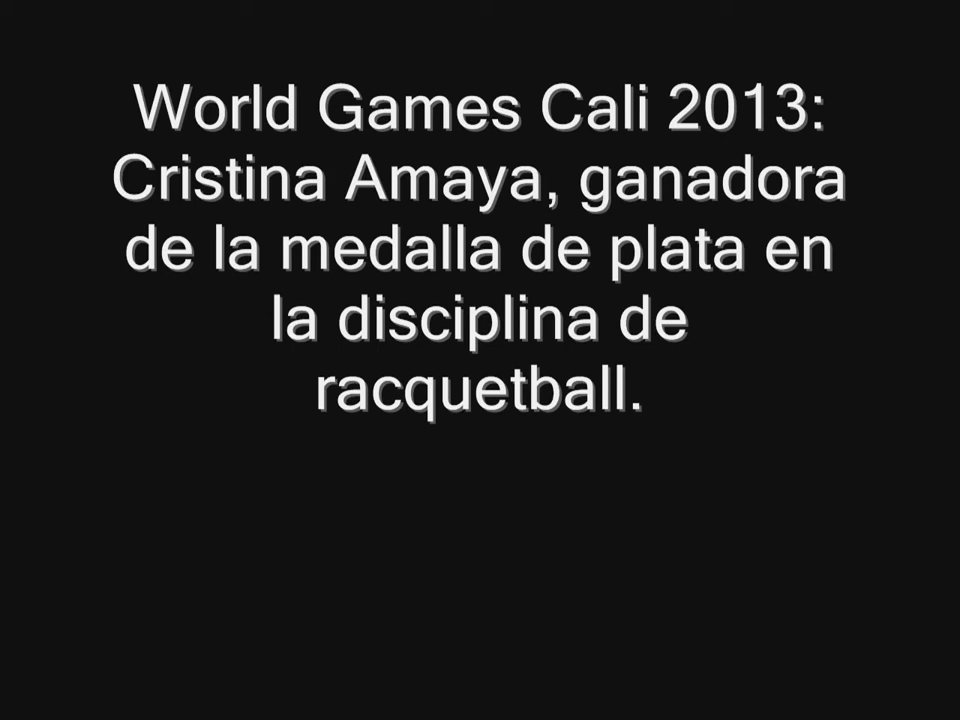 World Games Cali 2013:
Cristina Amaya, ganadora
de la medalla de plata en
la disciplina de
racquetball.